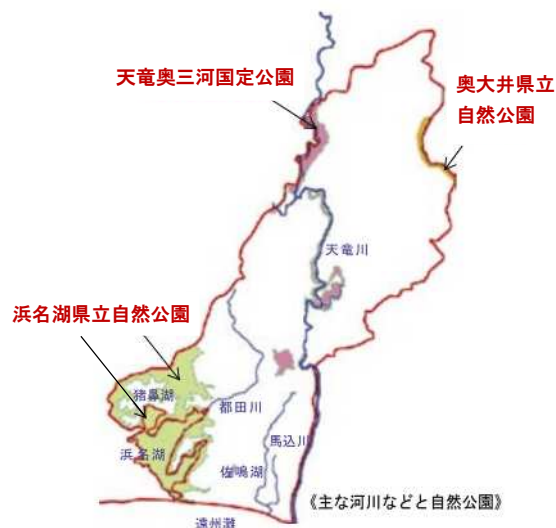 天竜奥三河国定公園
奥大井県立
自然公園
天竜川
浜名湖県立自然公園
猪鼻湖
都田川
馬込川
浜名湖
佐鳴湖
《主な河川などと自然公園》
遠州灘